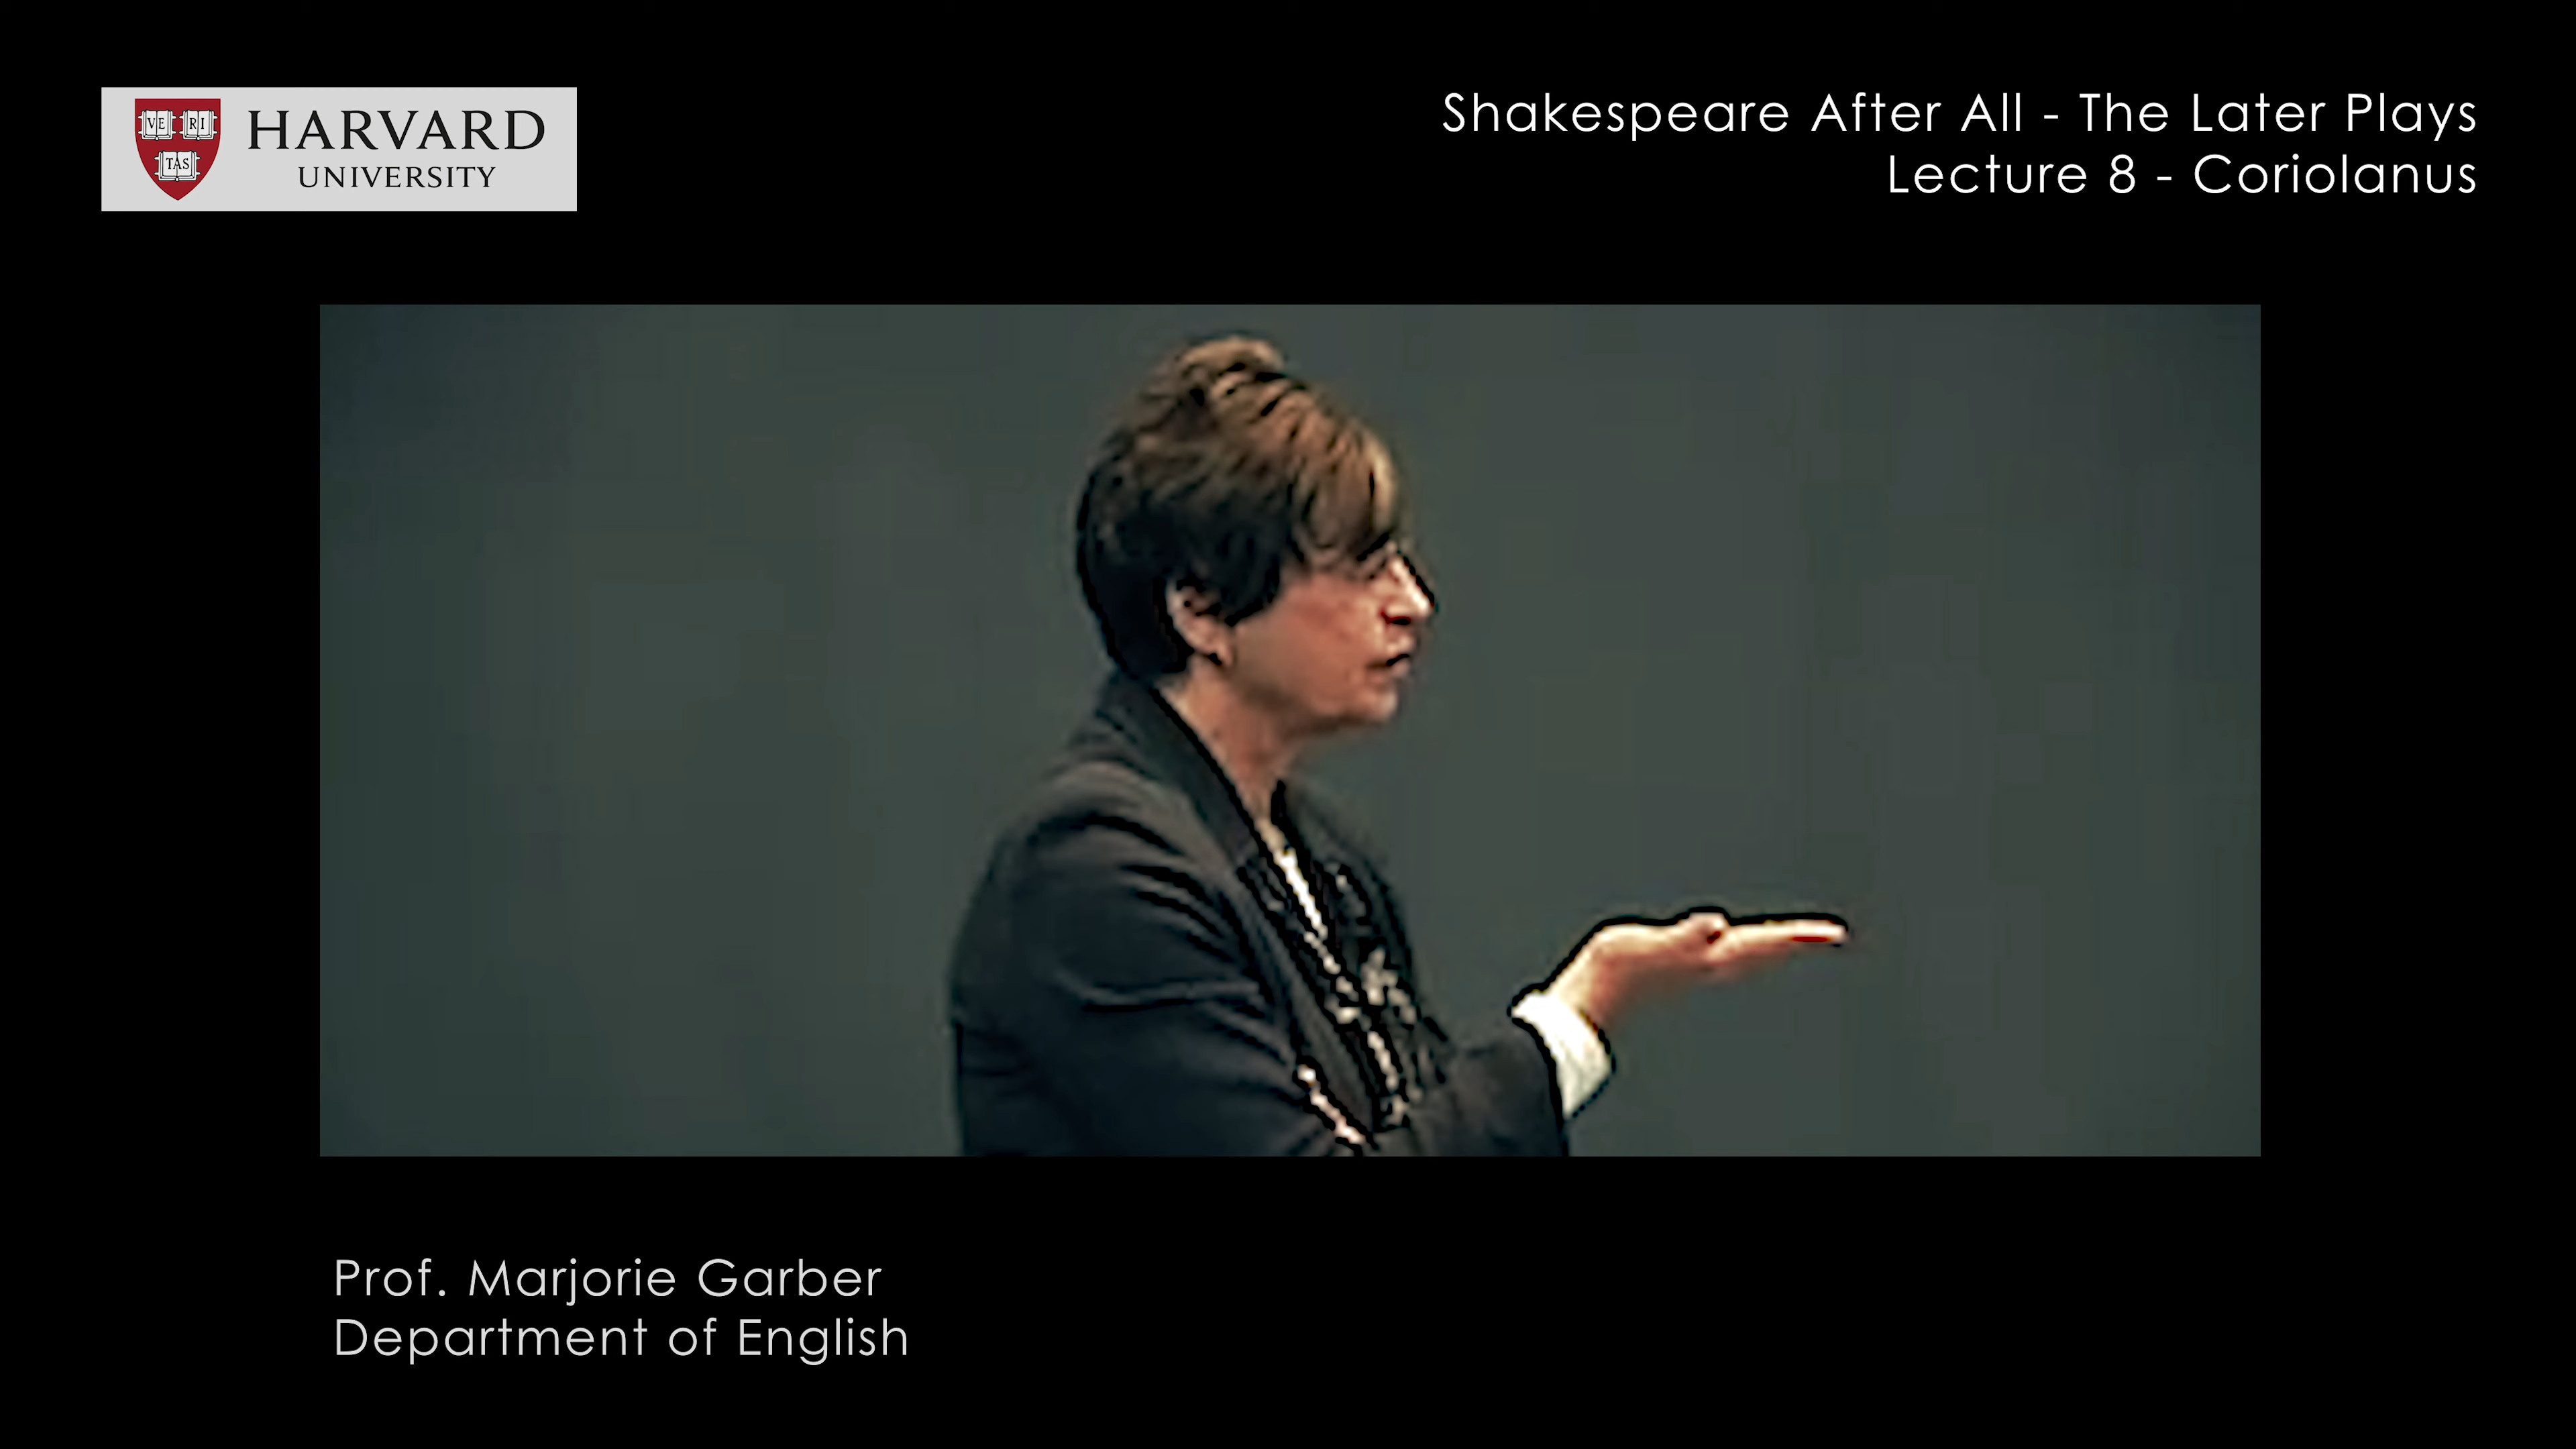 VE RI
TAS
HARVARD
UNIVERSITY
Shakespeare After All - The Later Plays
Lecture 8 - Coriolanus
Prof. Marjorie Garber
Department of English